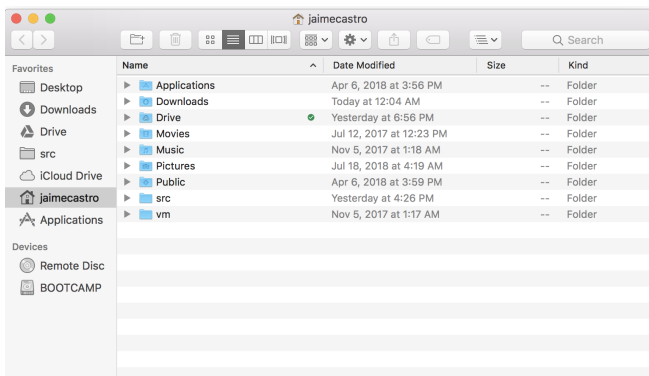 jaimecastro
Search
Favorites
Desktop
Downloads
Drive
src
iCloud Drive
jaimecastro
Applications
Devices
Remote Disc
BOOTCAMP
Name Date Modified Size Kind
Applications Apr 6, 2018 at 3:56 PM -- Folder
Downloads Today at 12:04 AM -- Folder
Drive Yesterday at 6:56 PM -- Folder
Movies Jul 12, 2017 at 12:23 PM -- Folder
Music Nov 5, 2017 at 1:18 AM -- Folder
Pictures Jul 18, 2018 at 4:19 AM -- Folder
Public Apr 6, 2018 at 3:59 PM -- Folder
src Yesterday at 4:26 PM -- Folder
vm Nov 5, 2017 at 1:17 AM -- Folder